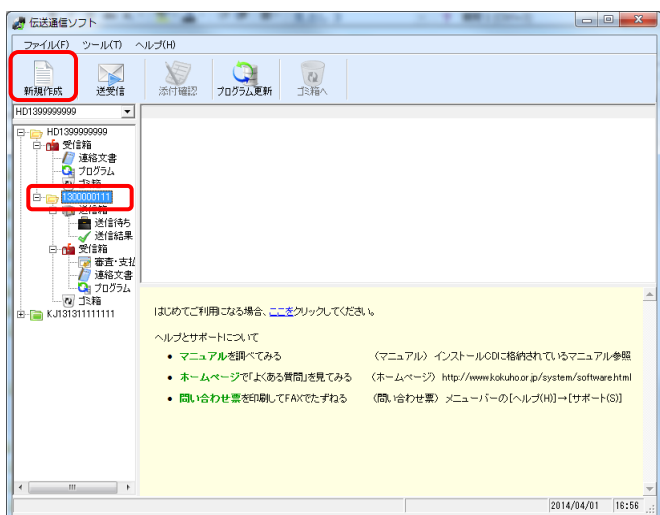 伝送通信ソフト
ファイル(F) ツール(T) ヘルプ(H)
新規作成 送受信 添付確認 プログラム更新 ゴミ箱へ
HD1399999999
HD1399999999
受信箱
連絡文書
プログラム
ゴミ箱
1300000111
送信箱
送信待ち
送信結果
受信箱
審査・支払
連絡文書
プログラム
ゴミ箱
KJ131311111111
はじめてご利用になる場合、ここをクリックしてください。
ヘルプとサポートについて
• マニュアルを調べてみる (マニュアル) インストールCDに格納されているマニュアル参照
• ホームページで「よくある質問」を見てみる (ホームページ) http://www.kokuho.or.jp/system/software.html
• 問い合わせ票を印刷してFAXでたずねる (問い合わせ票) メニューバーの[ヘルプ(H)]→[サポート(S)]
2014/04/01 16:56